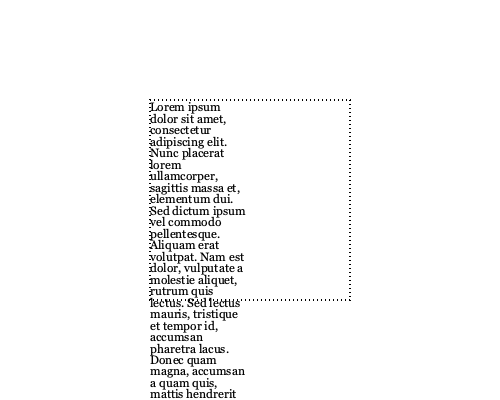 Lorem ipsum
dolor sit amet,
consectetur
adipiscing elit.
Nunc placerat
lorem
ullamcorper,
sagittis massa et,
elementum dui.
Sed dictum ipsum
vel commodo
pellentesque.
Aliquam erat
volutpat. Nam est
dolor, vulputate a
molestie aliquet,
rutrum quis
lectus. Sed lectus
mauris, tristique
et tempor id,
accumsan
pharetra lacus.
Donec quam
magna, accumsan
a quam quis,
mattis hendrerit